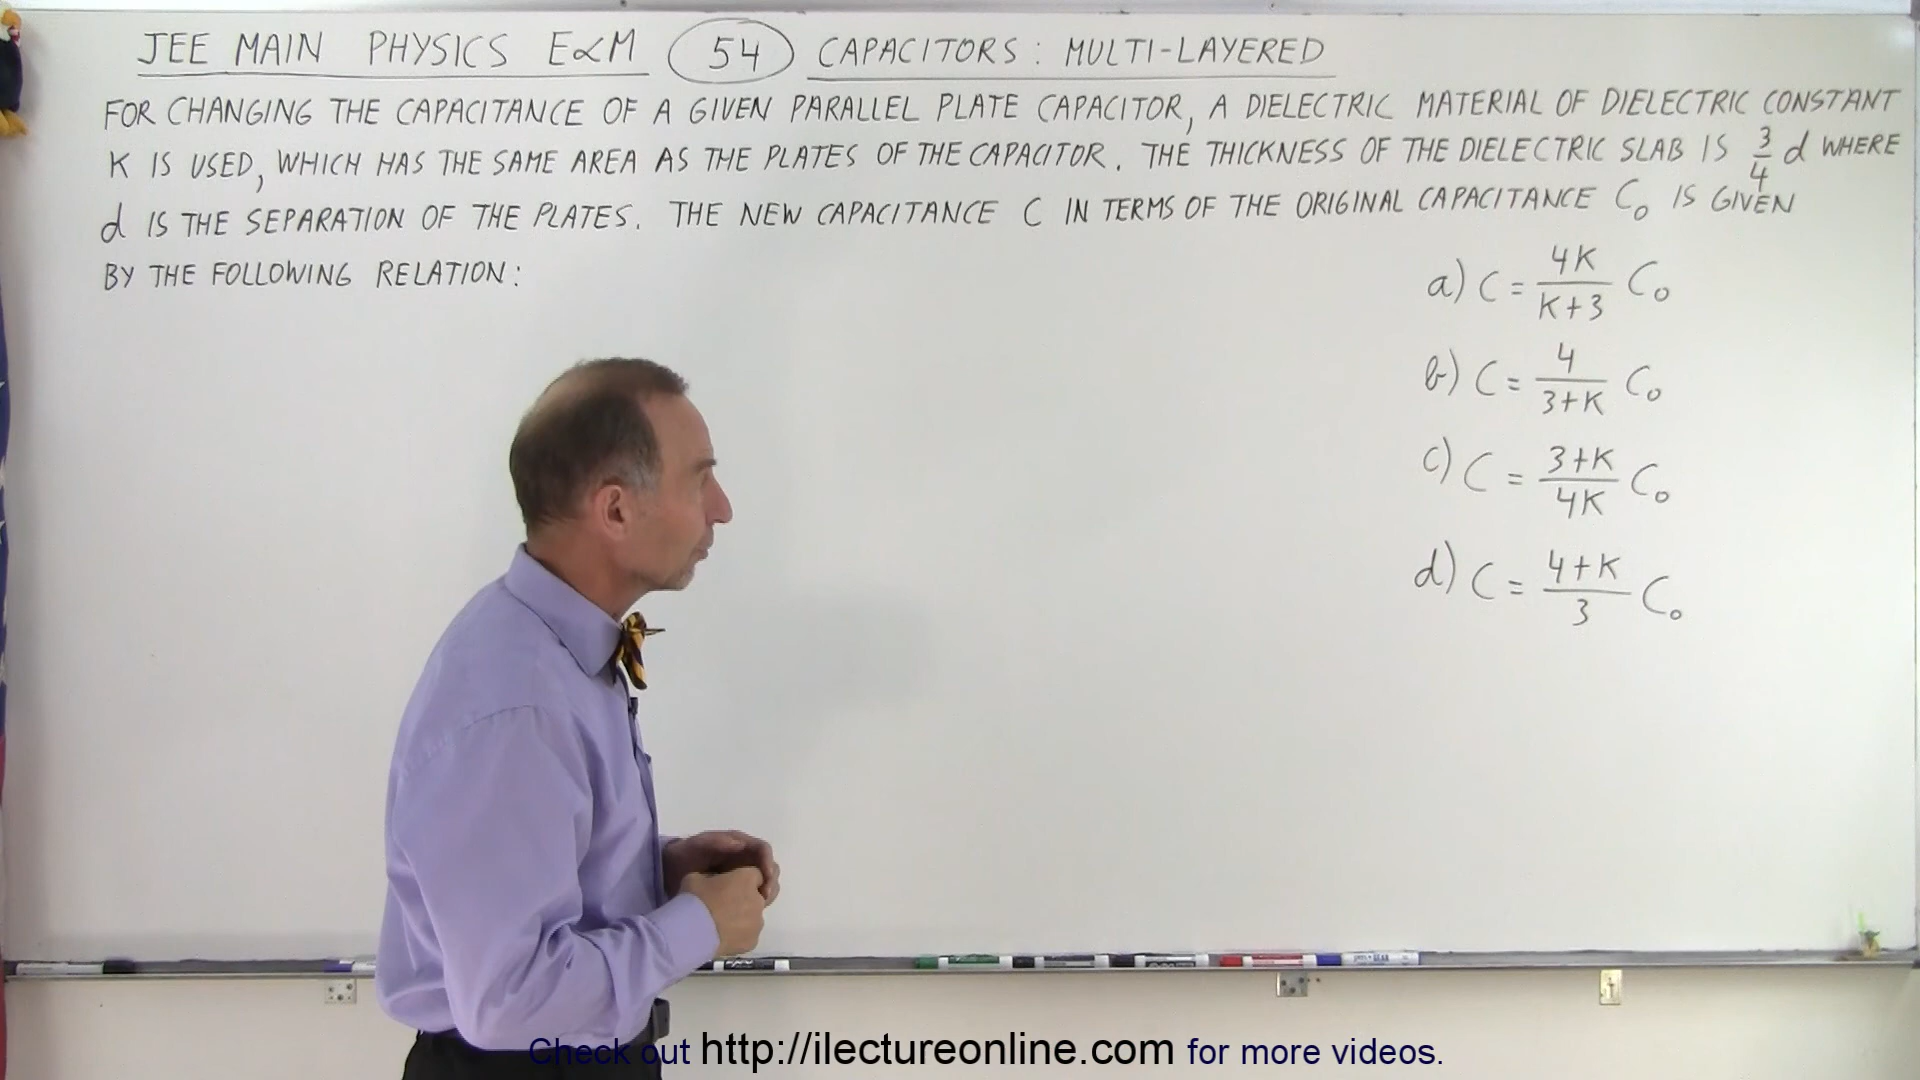 JEE MAIN PHYSICS E&M 54 CAPACITORS: MULTI-LAYERED
FOR CHANGING THE CAPACITANCE OF A GIVEN PARALLEL PLATE CAPACITOR, A DIELECTRIC MATERIAL OF DIELECTRIC CONSTANT
K IS USED, WHICH HAS THE SAME AREA AS THE PLATES OF THE CAPACITOR. THE THICKNESS OF THE DIELECTRIC SLAB IS 3/4 d WHERE
d IS THE SEPARATION OF THE PLATES. THE NEW CAPACITANCE C IN TERMS OF THE ORIGINAL CAPACITANCE C₀ IS GIVEN
BY THE FOLLOWING RELATION:
a) C = 4K/(K+3) C₀
b) C = 4/(3+K) C₀
c) C = (3+K)/4K C₀
d) C = (4+K)/3 C₀
Check out http://ilectureonline.com for more videos.